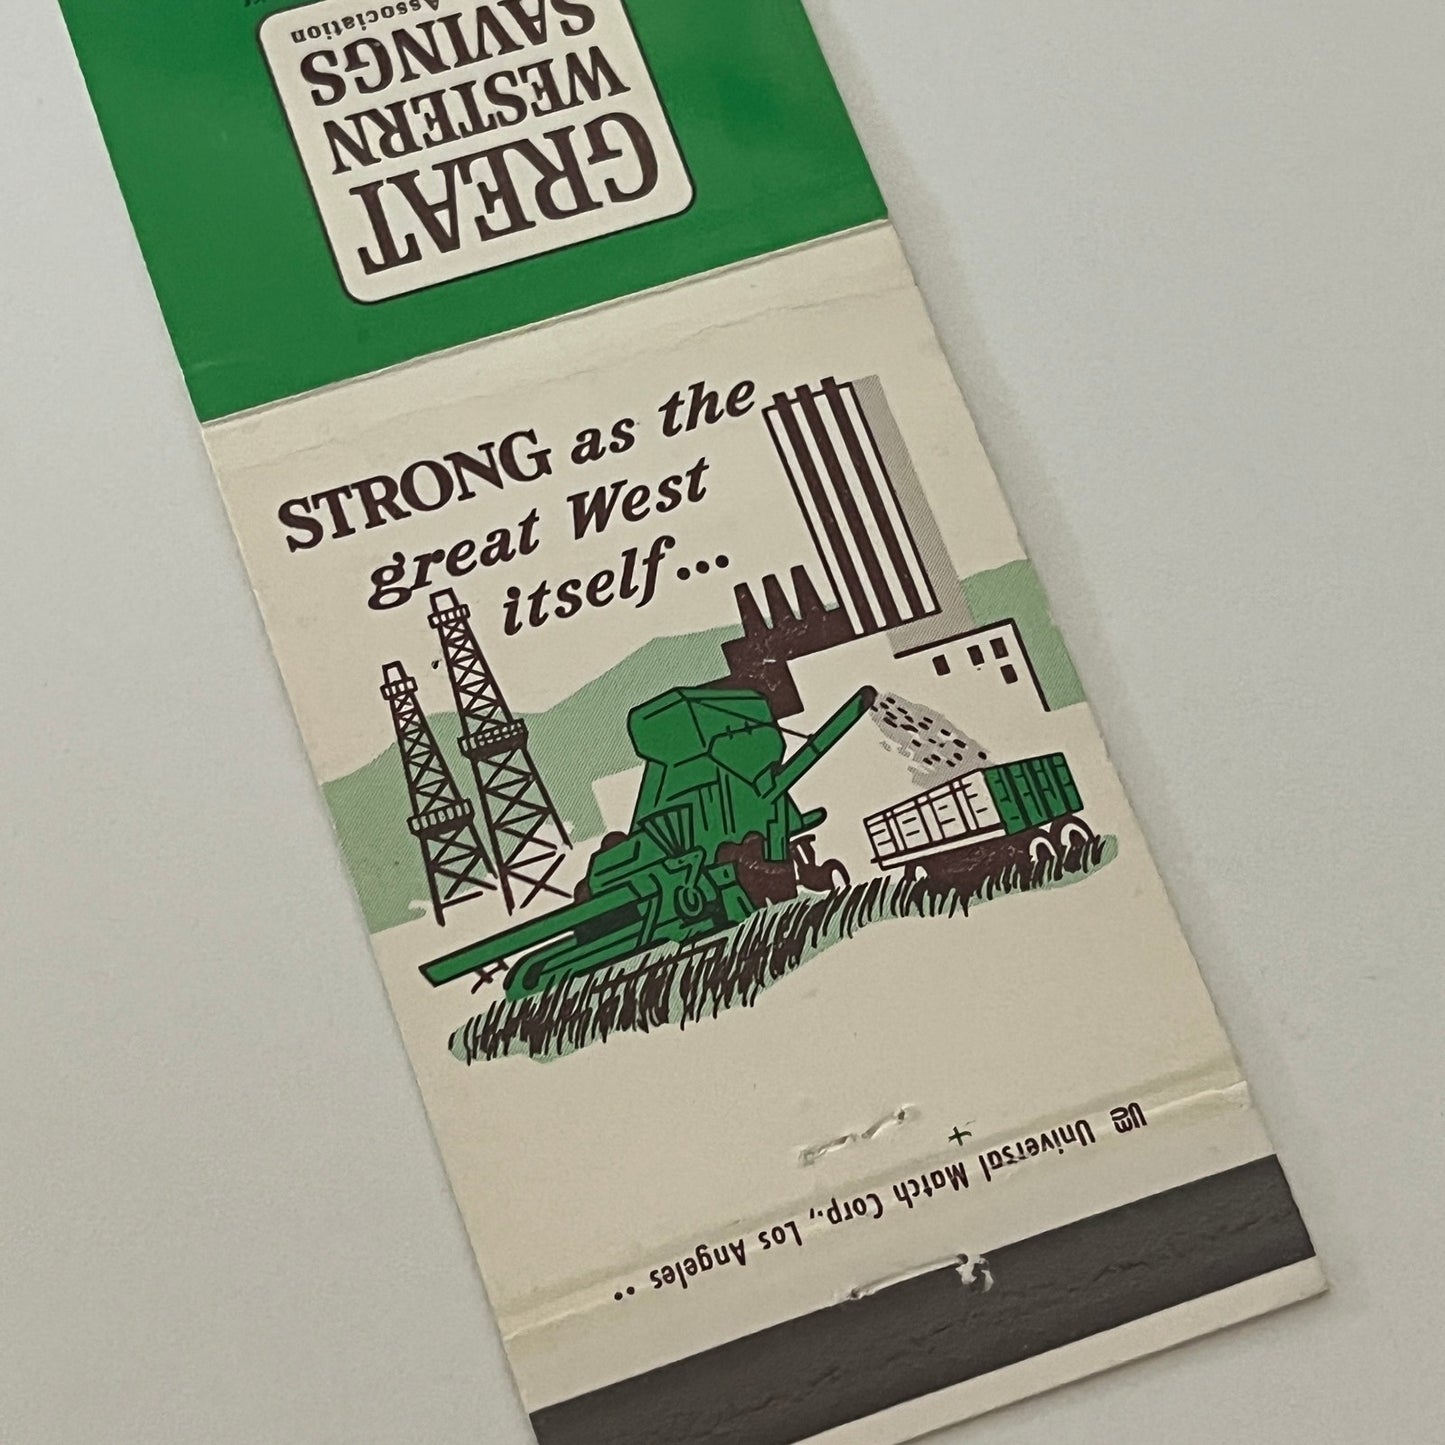 GREAT
WESTERN
SAVINGS
Association
STRONG as the
great West
itself...
UM Universal Match Corp., Los Angeles